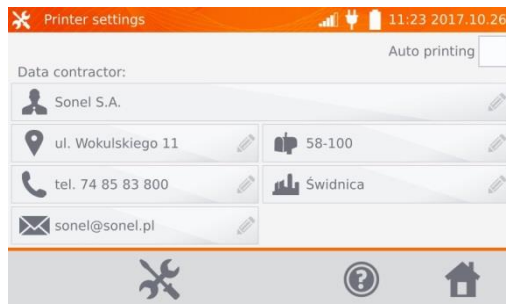 Printer settings 11:23 2017.10.26
Auto printing
Data contractor:
Sonel S.A.
ul. Wokulskiego 11 58-100
tel. 74 85 83 800 Świdnica
sonel@sonel.pl